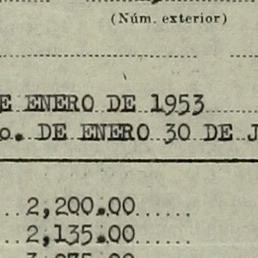 (Núm. exterior)
E ENERO DE 1953
o. DE ENERO 30 DE J
2,200.00
2,135.00